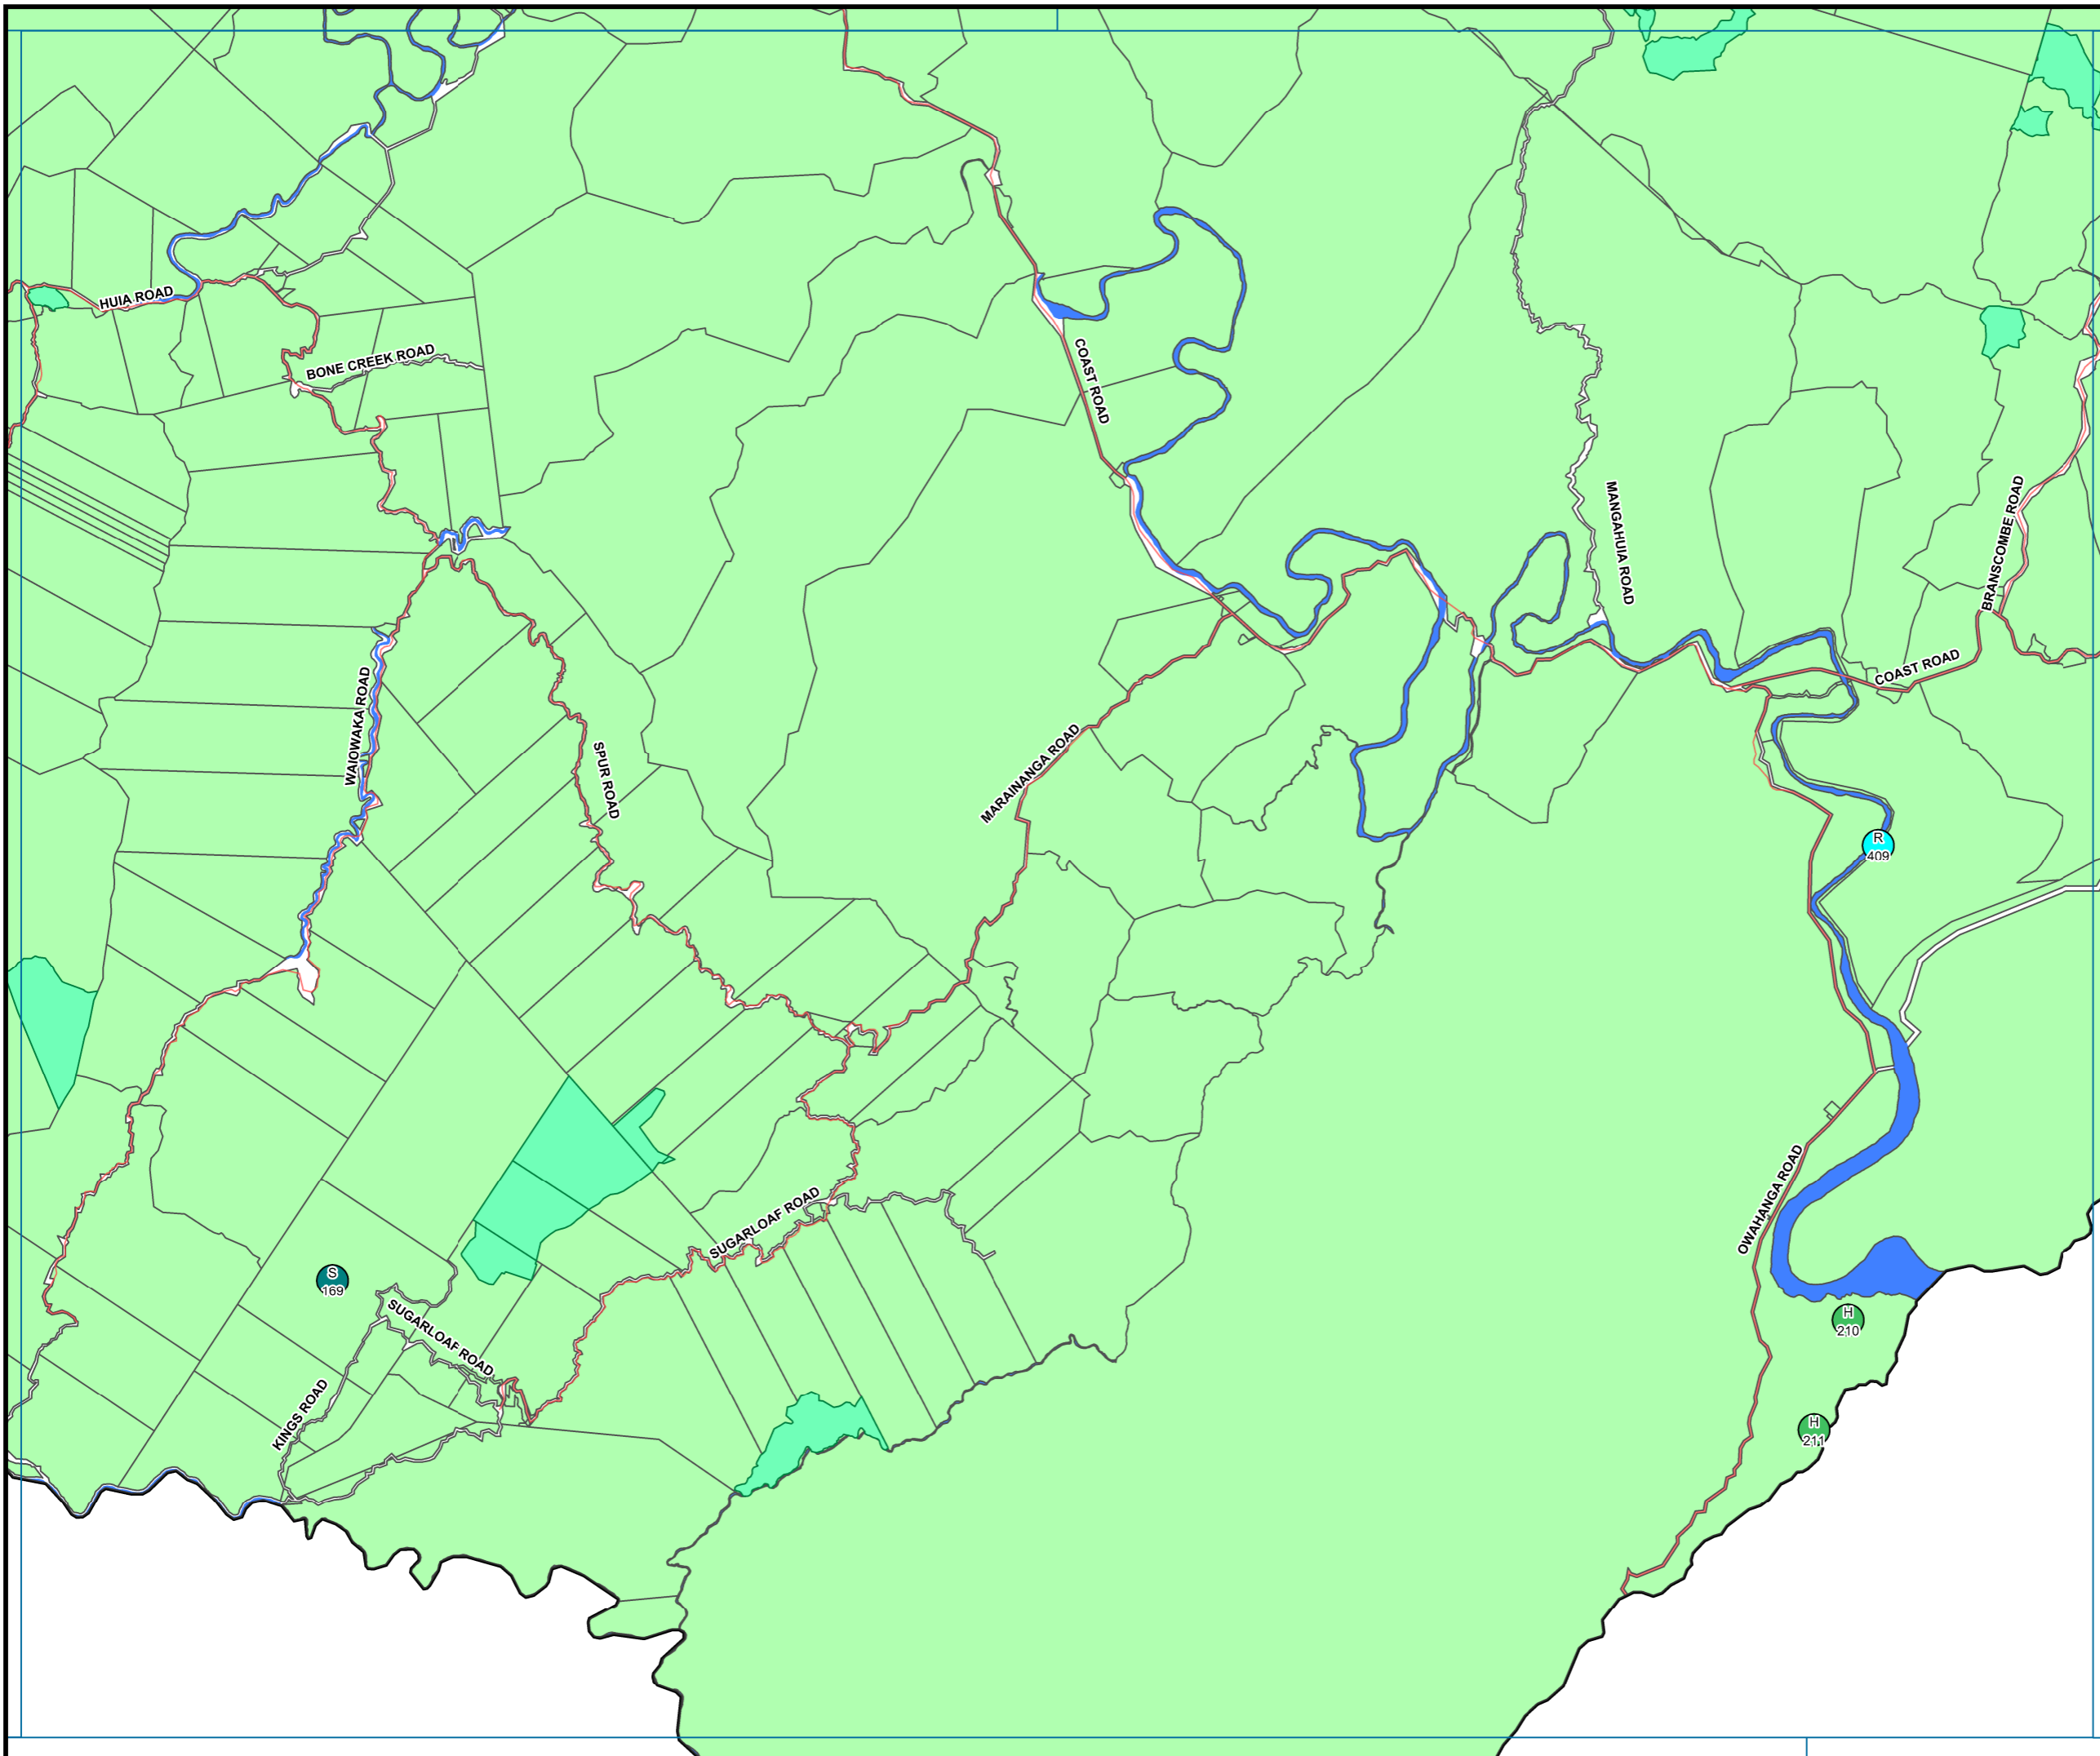 HUIA ROAD
BONE CREEK ROAD
COAST ROAD
MANGAHUIA ROAD
BRANSCOMBE ROAD
COAST ROAD
WAIOWAKA ROAD
SPUR ROAD
MARAINANGA ROAD
R
409
OWAHANGA ROAD
SUGARLOAF ROAD
S
169
SUGARLOAF ROAD
H
210
KINGS ROAD
H
211